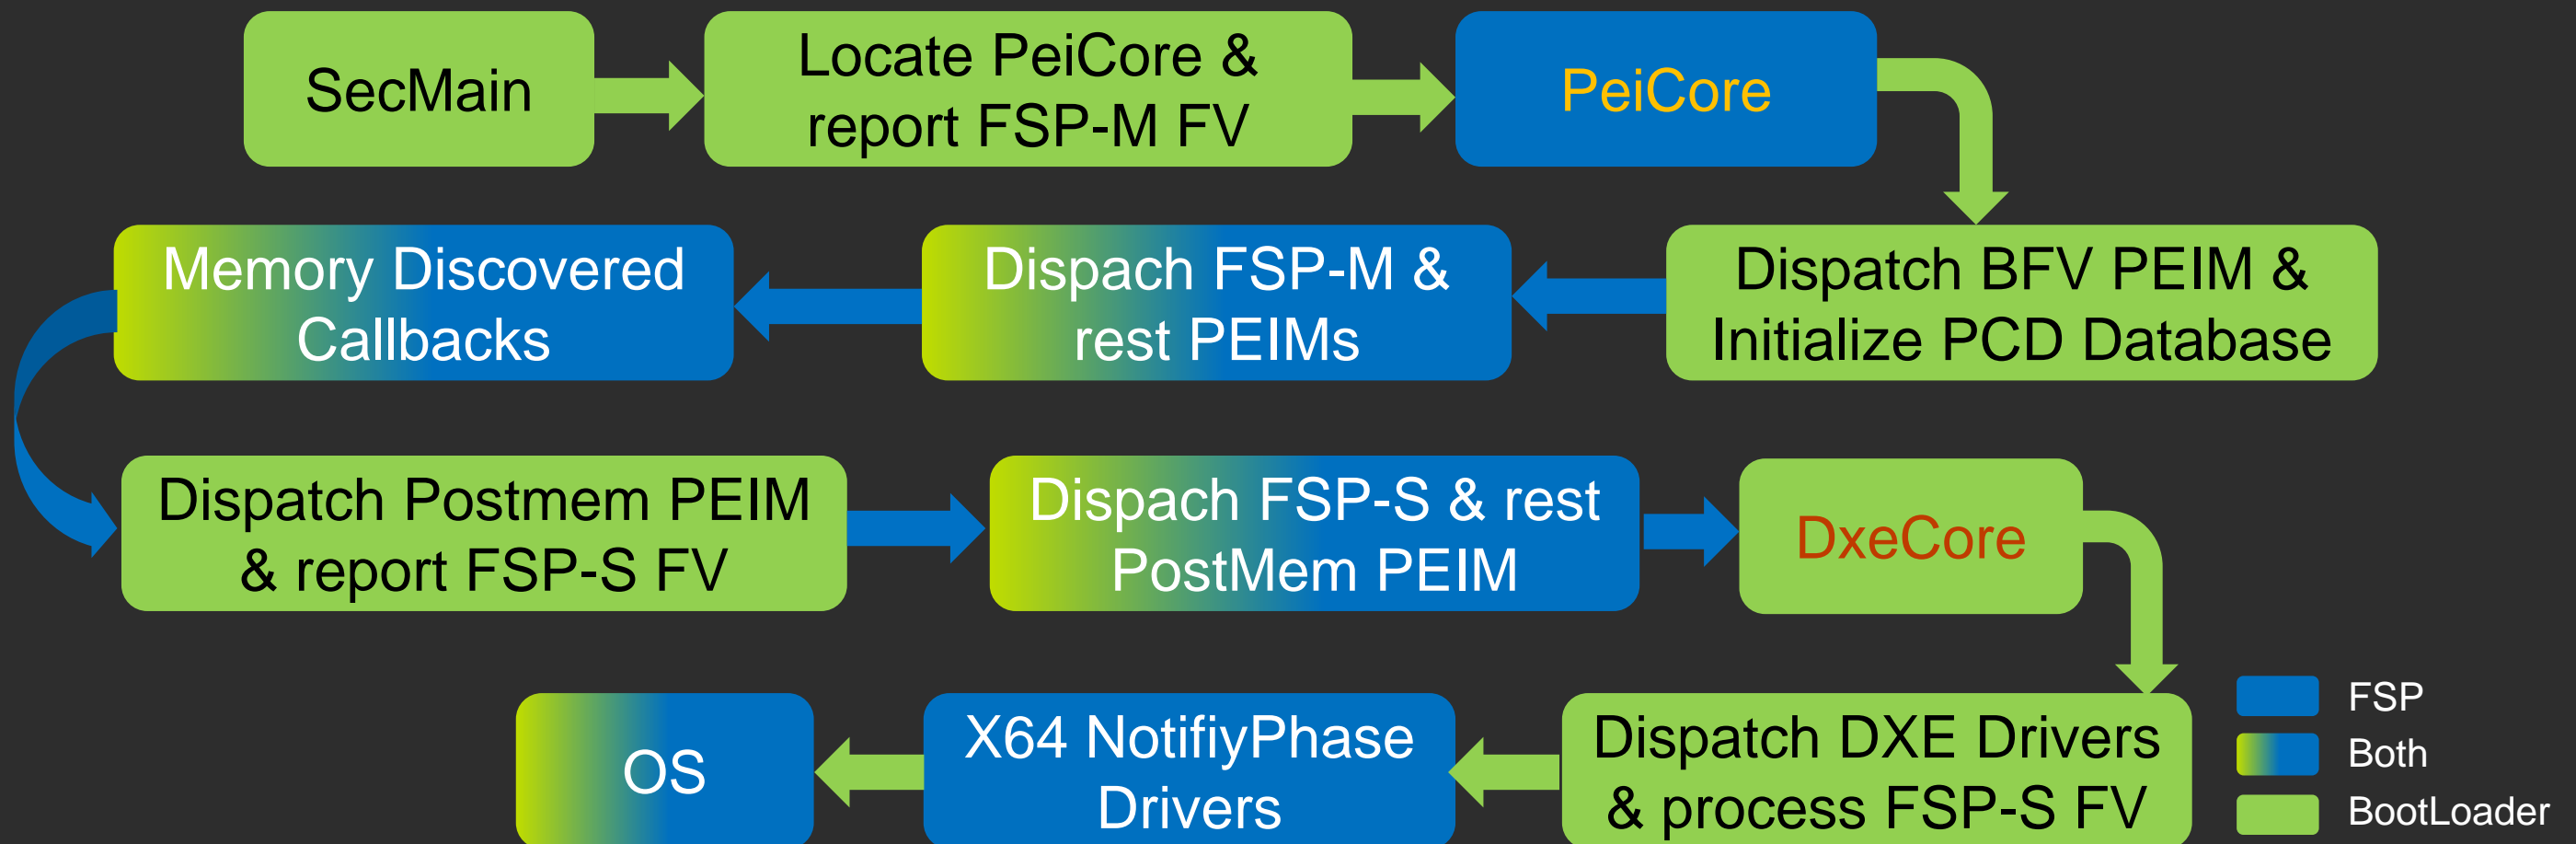 SecMain
Locate PeiCore &
report FSP-M FV
PeiCore
Memory Discovered
Callbacks
Dispach FSP-M &
rest PEIMs
Dispatch BFV PEIM &
Initialize PCD Database
Dispatch Postmem PEIM
& report FSP-S FV
Dispach FSP-S & rest
PostMem PEIM
DxeCore
OS
X64 NotifiyPhase
Drivers
Dispatch DXE Drivers
& process FSP-S FV
FSP
Both
BootLoader